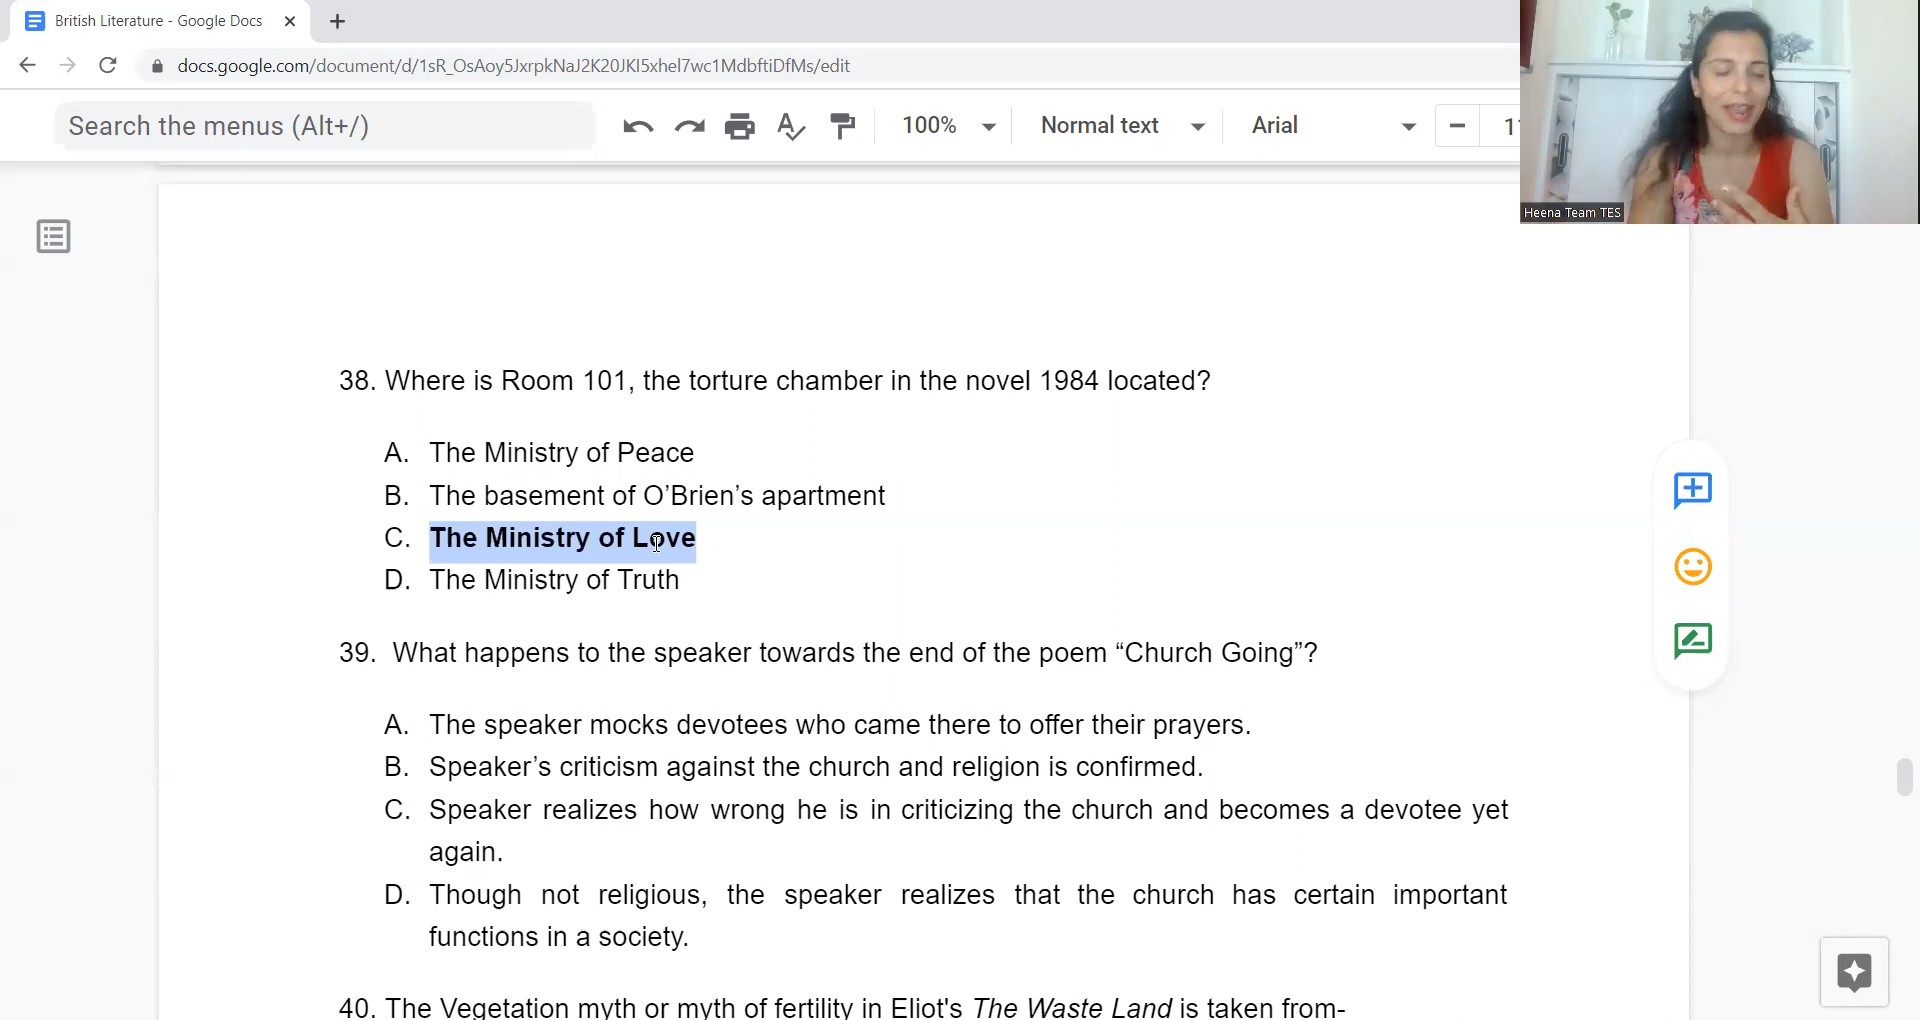 British Literature - Google Docs
docs.google.com/document/d/1sR_OsAoy5JxrpkNaJ2K20JKI5xhel7wc1MdbftiDfMs/edit
Search the menus (Alt+/)
100%
Normal text
Arial
Heena Team TES
38. Where is Room 101, the torture chamber in the novel 1984 located?
A. The Ministry of Peace
B. The basement of O’Brien’s apartment
C. The Ministry of Love
D. The Ministry of Truth
39. What happens to the speaker towards the end of the poem “Church Going”?
A. The speaker mocks devotees who came there to offer their prayers.
B. Speaker’s criticism against the church and religion is confirmed.
C. Speaker realizes how wrong he is in criticizing the church and becomes a devotee yet
again.
D. Though not religious, the speaker realizes that the church has certain important
functions in a society.
40. The Vegetation myth or myth of fertility in Eliot's The Waste Land is taken from-